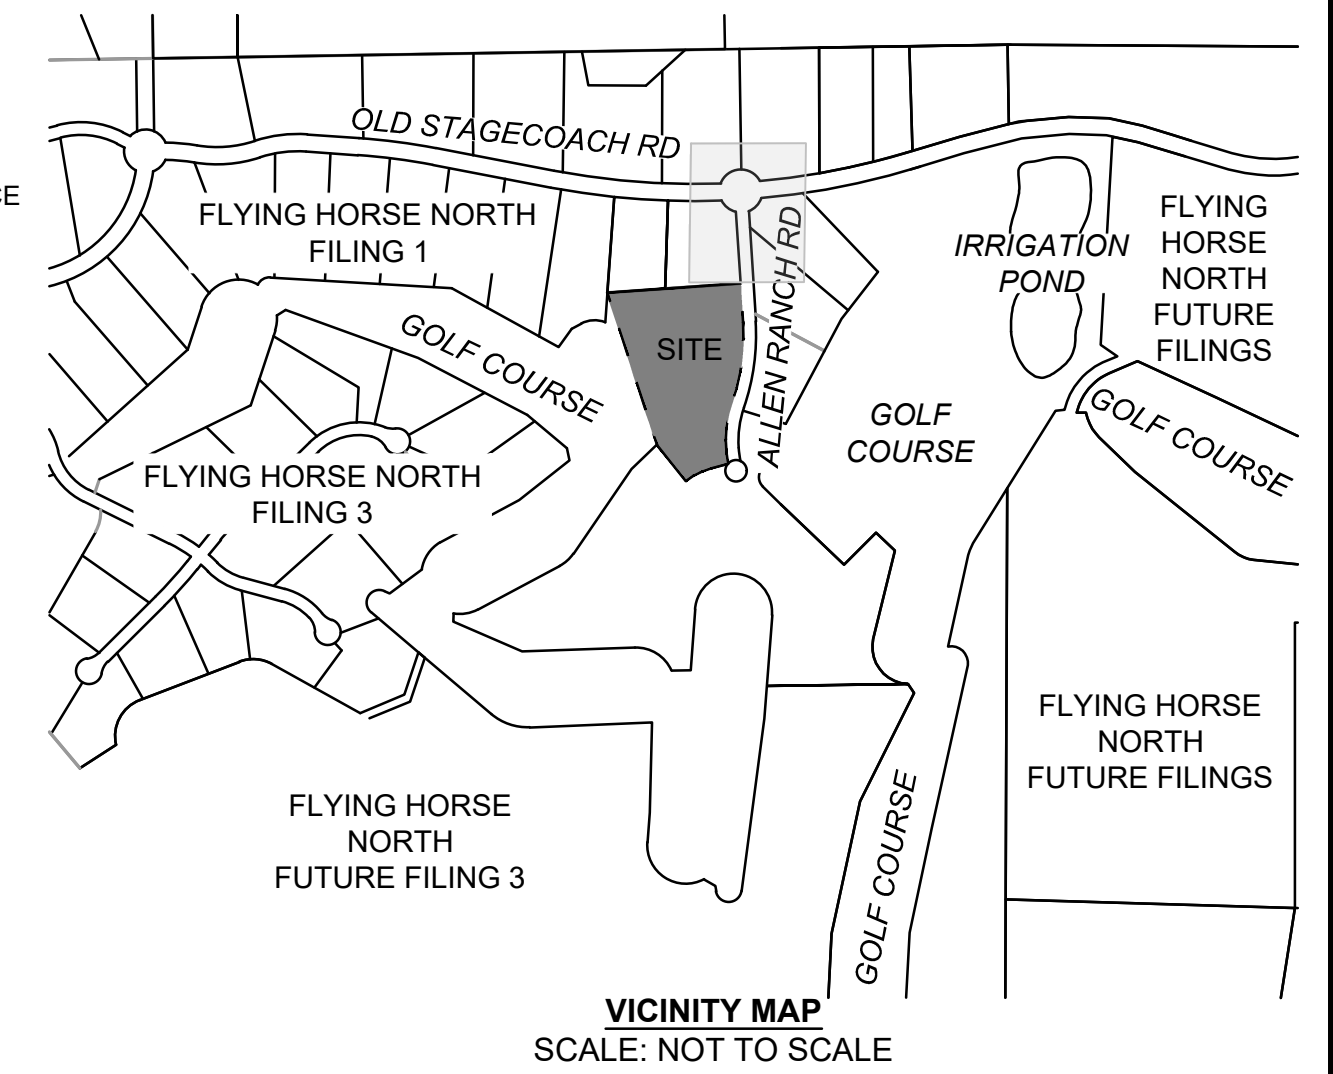 OLD STAGECOACH RD
CE
FLYING HORSE NORTH
FILING 1
ALLEN RANCH RD
IRRIGATION
POND
FLYING
HORSE
NORTH
FUTURE
FILINGS
GOLF COURSE
SITE
GOLF
COURSE
GOLF COURSE
FLYING HORSE NORTH
FILING 3
FLYING HORSE
NORTH
FUTURE FILINGS
FLYING HORSE
NORTH
FUTURE FILING 3
GOLF COURSE
VICINITY MAP
SCALE: NOT TO SCALE